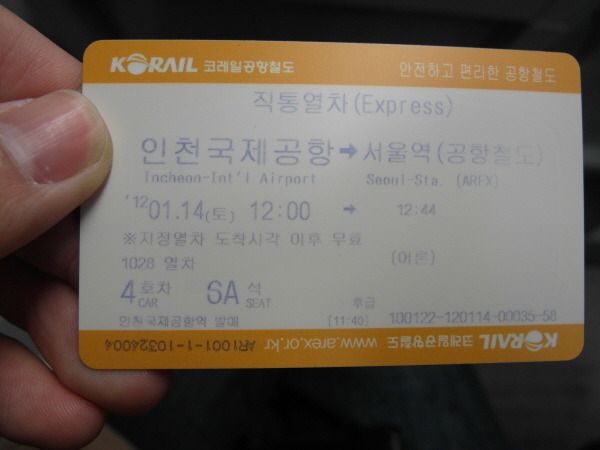 KORAIL 코레일공항철도 안전하고 편리한 공항철도
직통열차(Express)
인천국제공항 → 서울역(공항철도)
Incheon-Int'l Airport Seoul-Sta. (AREX)
'12 01.14(토) 12:00 → 12:44
※지정열차 도착시각 이후 무효
1028 열차 (어른)
4 호차 CAR 6A 석 SEAT 후급
인천국제공항역 발매 [11:40] 100122-120114-00035-58
KORAIL 코레일공항철도 www.arex.or.kr AR1001-1-10324004